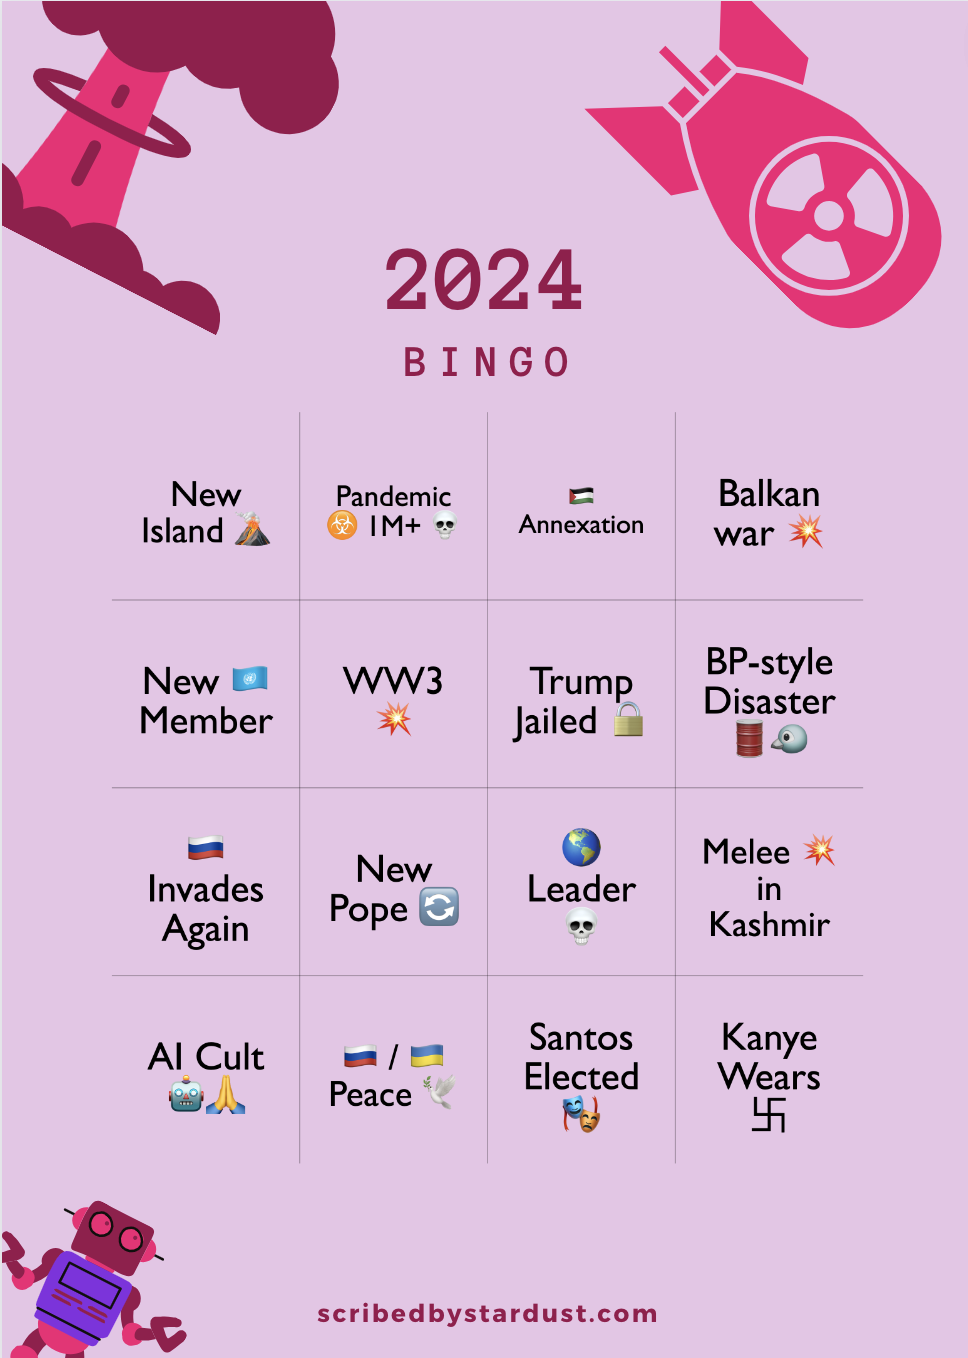 2024
BINGO
New
Island 🌋
Pandemic
☣️ 1M+ 💀
🇵🇸
Annexation
Balkan
war 💥
New 🇺🇳
Member
WW3
💥
Trump
Jailed 🔒
BP-style
Disaster
🛢️🐦
🇷🇺
Invades
Again
New
Pope 🔄
🌎
Leader
💀
Melee 💥
in
Kashmir
AI Cult
🤖🙏
🇷🇺 / 🇺🇦
Peace 🕊️
Santos
Elected
🎭
Kanye
Wears
卐
scribedbystardust.com